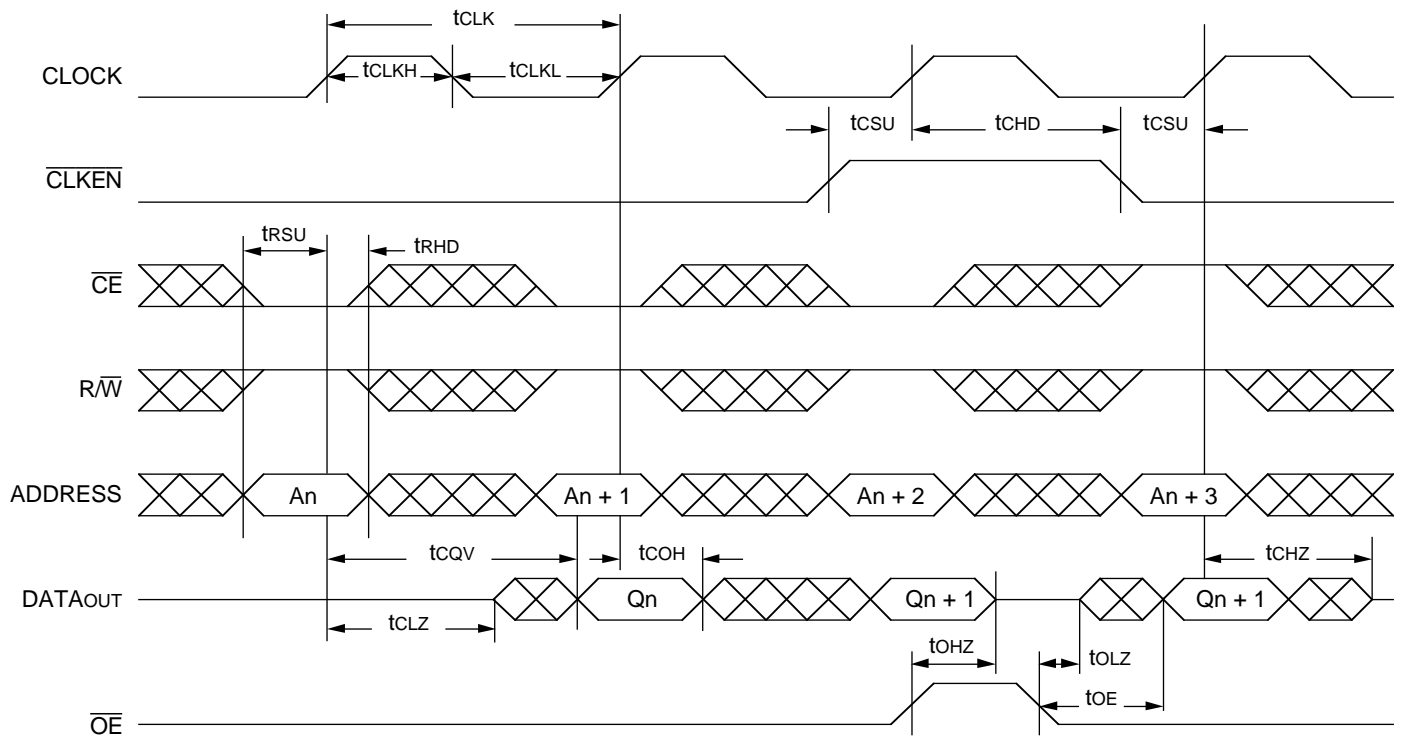 tCLK
CLOCK
tCLKH
tCLKL
tCSU
tCHD
tCSU
CLKEN
tRSU
tRHD
CE
R/W
ADDRESS
An
An + 1
An + 2
An + 3
tCQV
tCOH
tCHZ
DATAOUT
Qn
Qn + 1
Qn + 1
tCLZ
tOHZ
tOLZ
tOE
OE